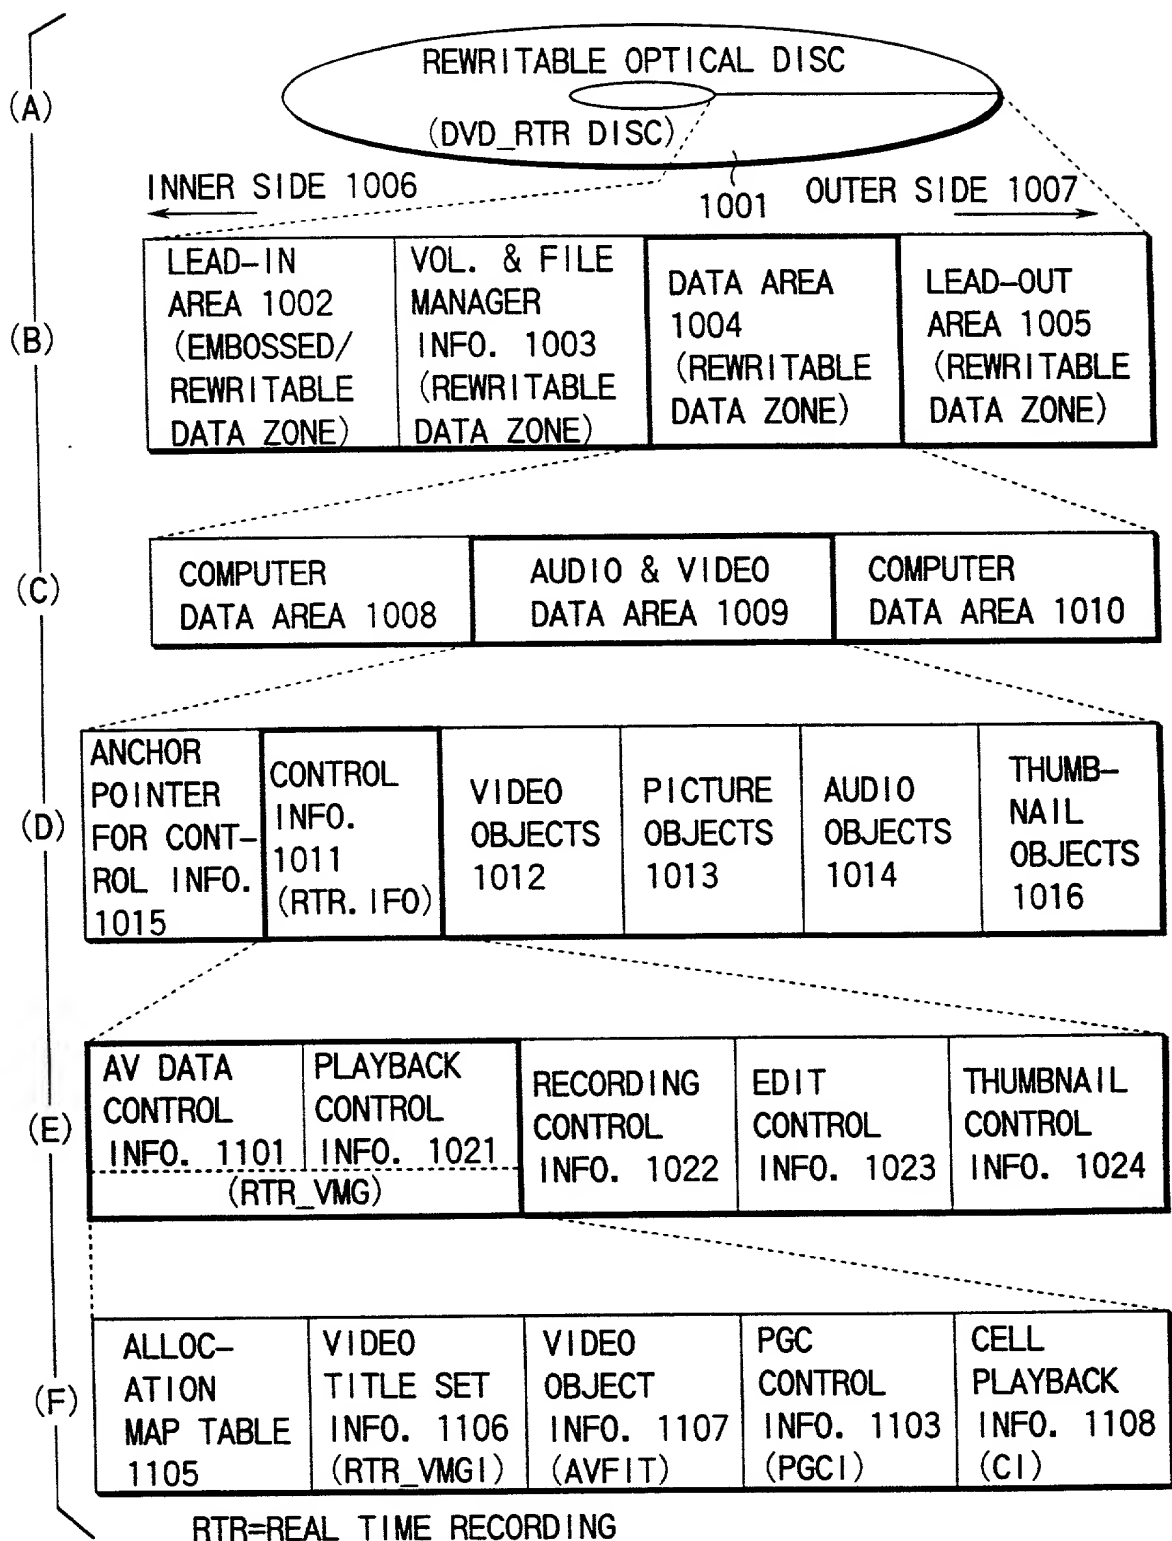 (A)
REWRITABLE OPTICAL DISC
(DVD_RTR DISC)
INNER SIDE 1006
1001
OUTER SIDE 1007
(B)
LEAD-IN
AREA 1002
(EMBOSSED/
REWRITABLE
DATA ZONE)
VOL. & FILE
MANAGER
INFO. 1003
(REWRITABLE
DATA ZONE)
DATA AREA
1004
(REWRITABLE
DATA ZONE)
LEAD-OUT
AREA 1005
(REWRITABLE
DATA ZONE)
(C)
COMPUTER
DATA AREA 1008
AUDIO & VIDEO
DATA AREA 1009
COMPUTER
DATA AREA 1010
(D)
ANCHOR
POINTER
FOR CONT-
ROL INFO.
1015
CONTROL
INFO.
1011
(RTR.IFO)
VIDEO
OBJECTS
1012
PICTURE
OBJECTS
1013
AUDIO
OBJECTS
1014
THUMB-
NAIL
OBJECTS
1016
(E)
AV DATA
CONTROL
INFO. 1101
PLAYBACK
CONTROL
INFO. 1021
(RTR_VMG)
RECORDING
CONTROL
INFO. 1022
EDIT
CONTROL
INFO. 1023
THUMBNAIL
CONTROL
INFO. 1024
(F)
ALLOC-
ATION
MAP TABLE
1105
VIDEO
TITLE SET
INFO. 1106
(RTR_VMGI)
VIDEO
OBJECT
INFO. 1107
(AVFIT)
PGC
CONTROL
INFO. 1103
(PGCI)
CELL
PLAYBACK
INFO. 1108
(CI)
RTR=REAL TIME RECORDING